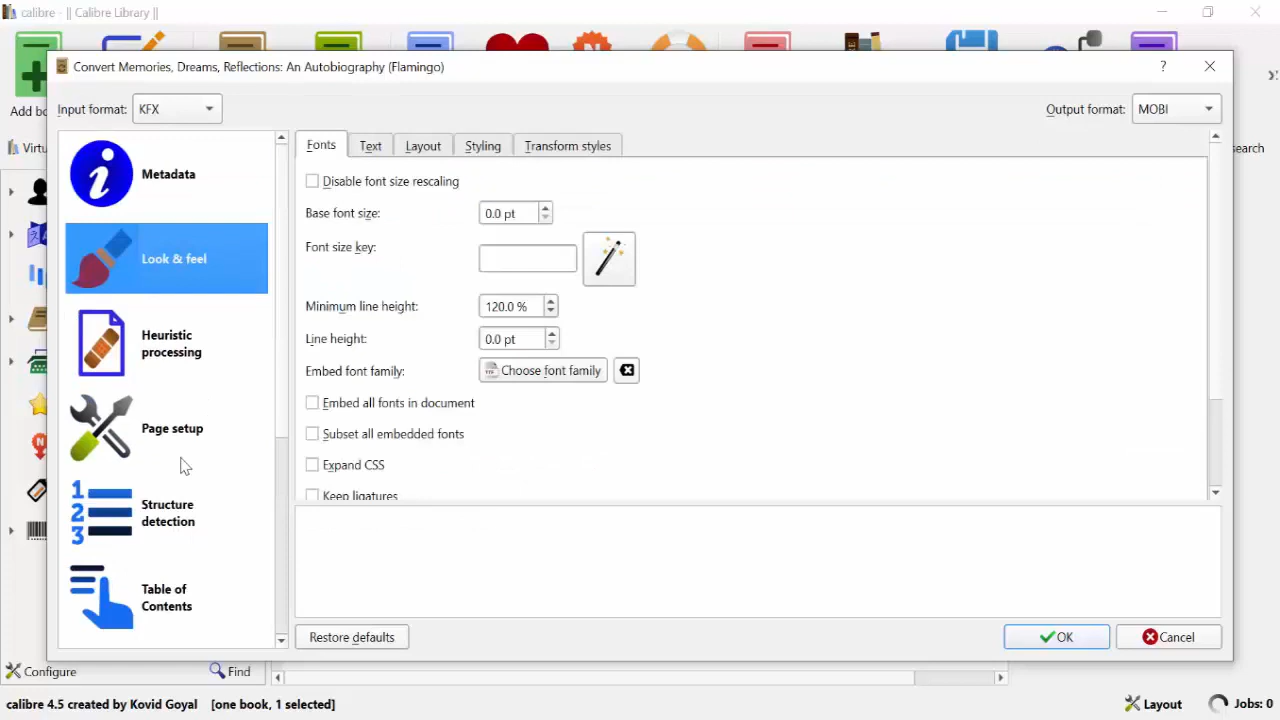 calibre - || Calibre Library ||
Add bo
Virtu
search
Convert Memories, Dreams, Reflections: An Autobiography (Flamingo)
?
Input format: KFX
Output format: MOBI
Metadata
Look & feel
Heuristic
processing
Page setup
1
2
3
Structure
detection
Table of
Contents
Fonts Text Layout Styling Transform styles
Disable font size rescaling
Base font size: 0.0 pt
Font size key:
Minimum line height: 120.0 %
Line height: 0.0 pt
Embed font family: Choose font family
Embed all fonts in document
Subset all embedded fonts
Expand CSS
Keep ligatures
Restore defaults
OK
Cancel
Configure
Find
calibre 4.5 created by Kovid Goyal [one book, 1 selected]
Layout
Jobs: 0